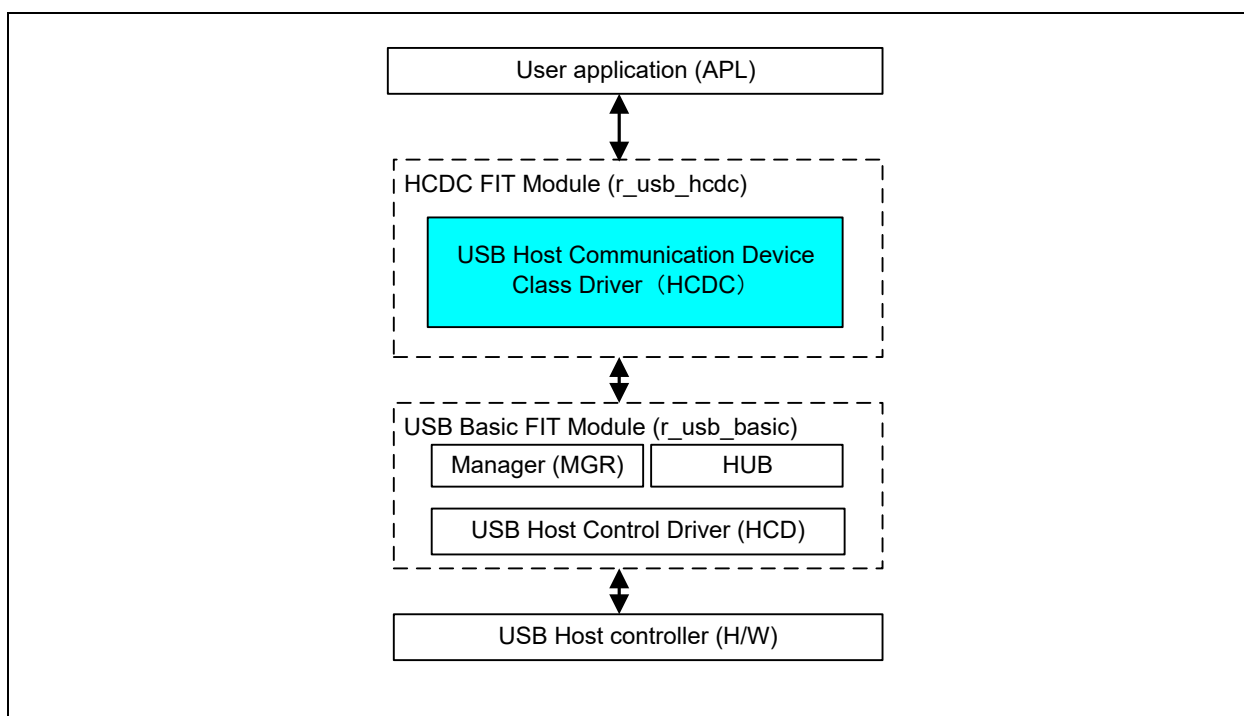 User application (APL)
HCDC FIT Module (r_usb_hcdc)
USB Host Communication Device
Class Driver（HCDC）
USB Basic FIT Module (r_usb_basic)
Manager (MGR)
HUB
USB Host Control Driver (HCD)
USB Host controller (H/W)